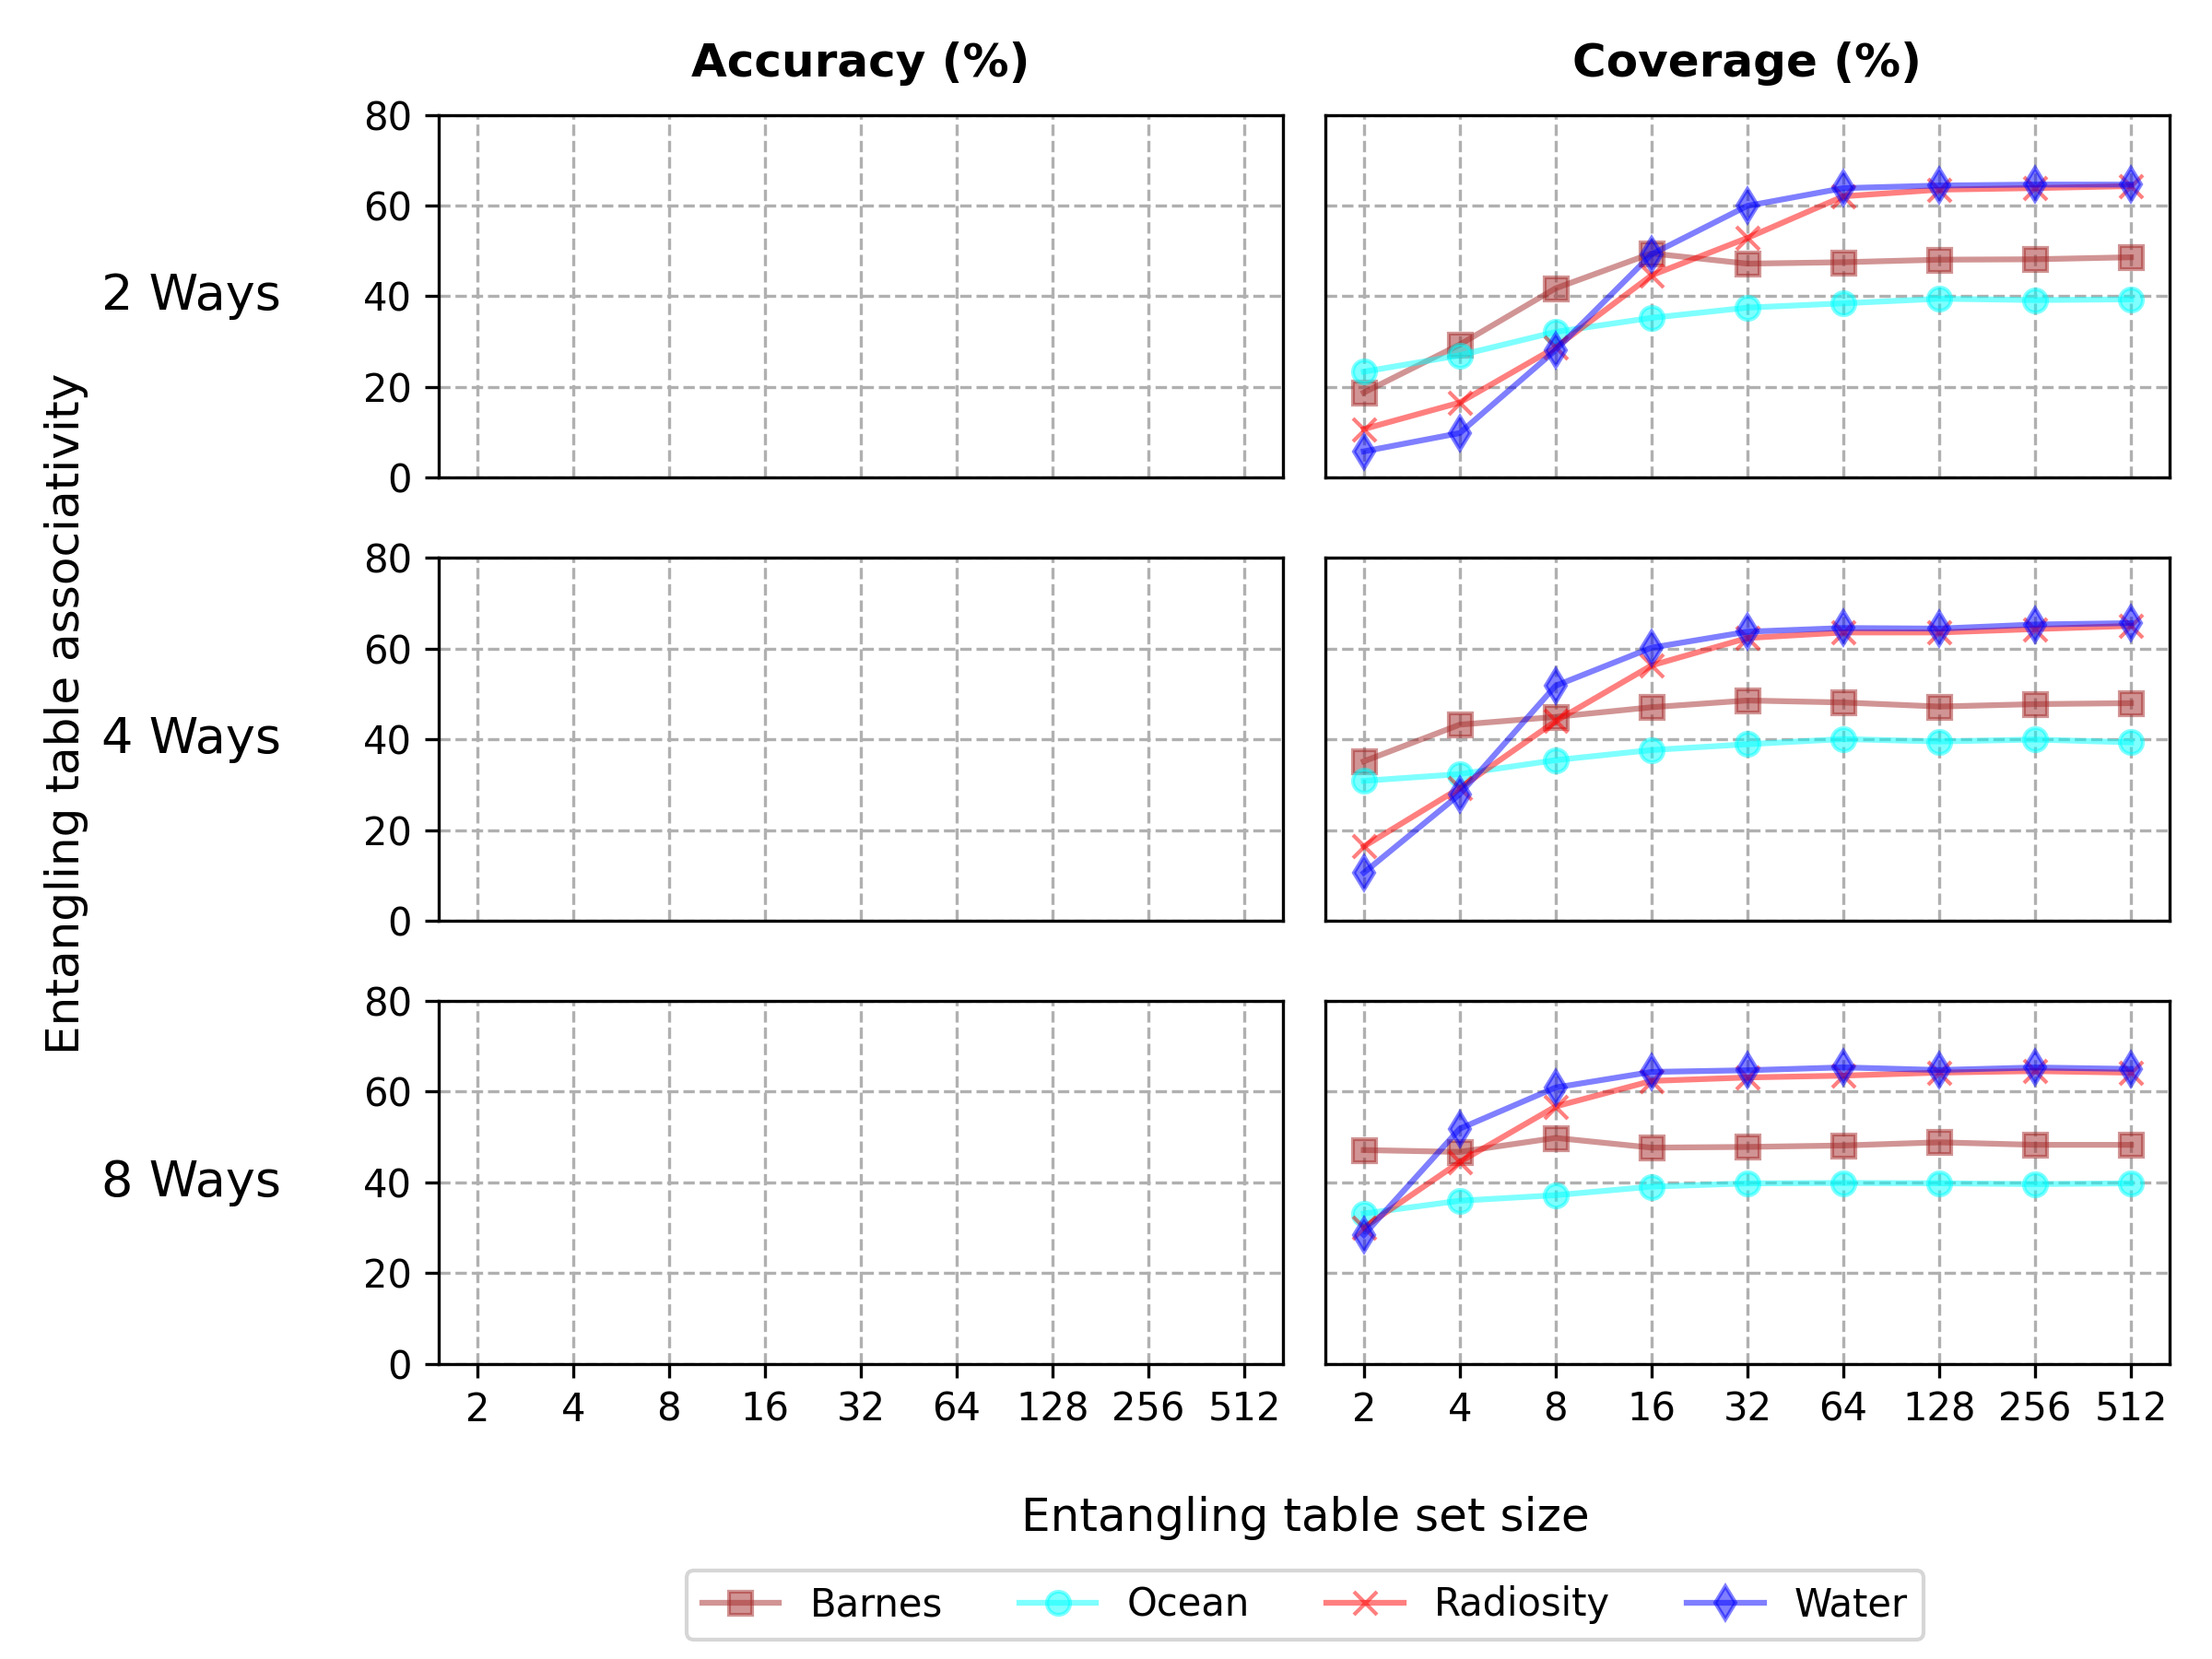 Accuracy (%)
Coverage (%)
Entangling table associativity
2 Ways
80
60
40
20
0
4 Ways
80
60
40
20
0
8 Ways
80
60
40
20
0
2 4 8 16 32 64 128 256 512
2 4 8 16 32 64 128 256 512
Entangling table set size
Barnes Ocean Radiosity Water